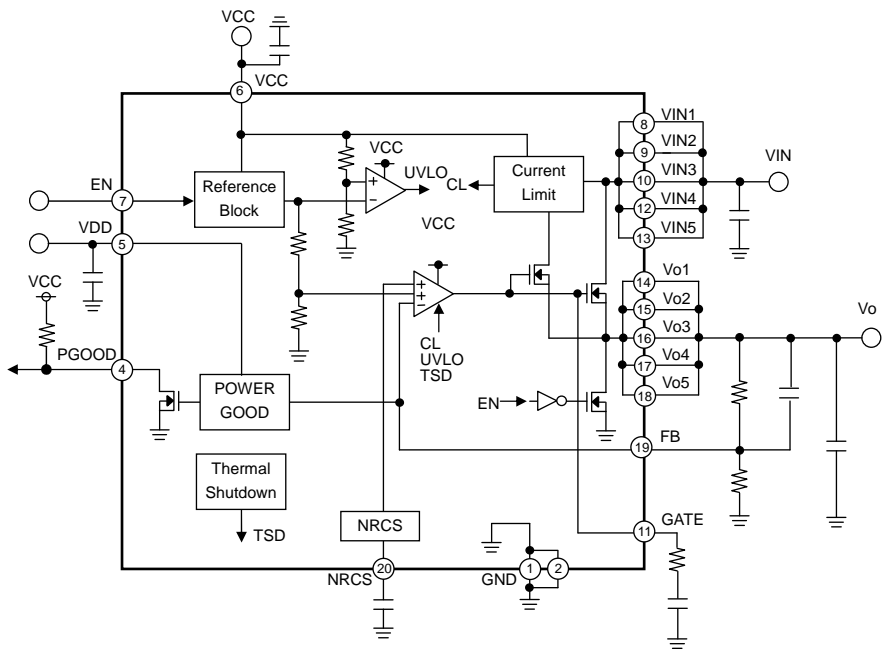 VCC
VCC
6
VIN1
8
VIN2
9
VIN3
10
VIN4
12
VIN5
13
VIN
EN
7
Reference
Block
VCC
+
−
UVLO
CL
Current
Limit
VCC
VDD
5
VCC
+
+
−
CL
UVLO
TSD
Vo1
14
Vo2
15
Vo3
16
Vo4
17
Vo5
18
Vo
PGOOD
4
POWER
GOOD
EN
FB
19
Thermal
Shutdown
TSD
NRCS
GATE
11
NRCS
20
GND
1
2